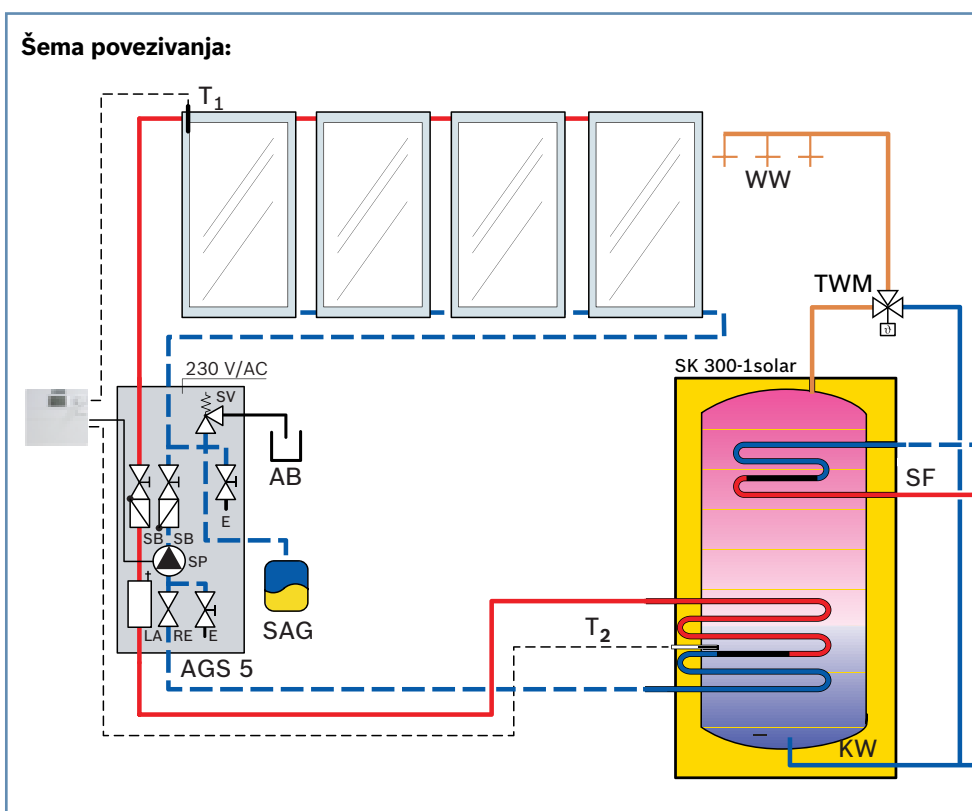 Šema povezivanja:
T1
WW
TWM
ϑ
230 V/AC
SV
SK 300-1solar
AB
E
SF
SB SB
SP
SAG
T2
LA RE E
AGS 5
KW